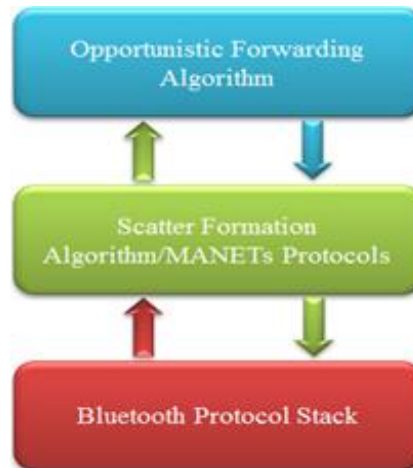 Opportunistic Forwarding
Algorithm
Scatter Formation
Algorithm/MANETs Protocols
Bluetooth Protocol Stack